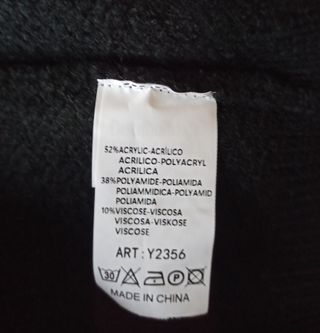 52%ACRYLIC-ACRÍLICO
ACRILICO-POLYACRYL
ACRILICA
38%POLYAMIDE-POLIAMIDA
POLIAMMIDICA-POLYAMID
POLIAMIDA
10%VISCOSE-VISCOSA
VISCOSA-VISKOSE
VISCOSE
ART:Y2356
30 P
MADE IN CHINA